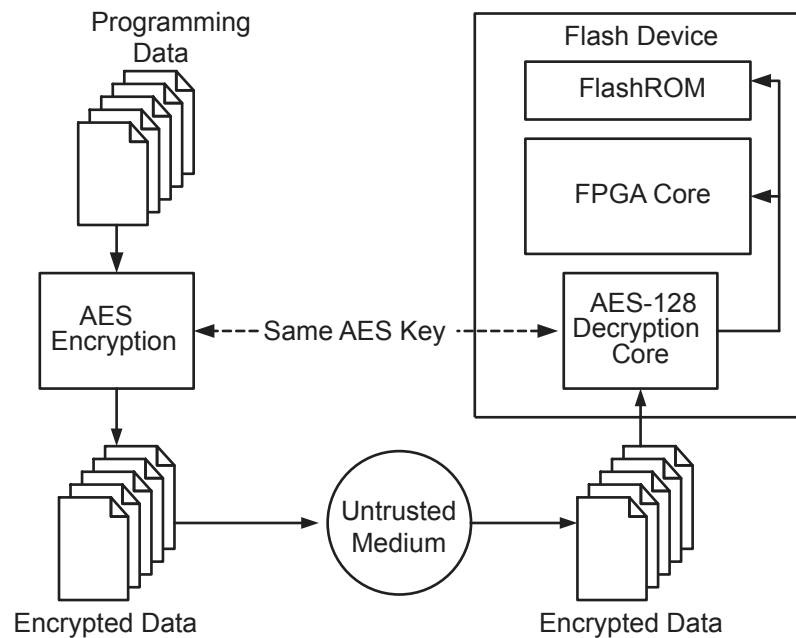 Programming
Data
Flash Device
FlashROM
FPGA Core
AES
Encryption
Same AES Key
AES-128
Decryption
Core
Untrusted
Medium
Encrypted Data
Encrypted Data